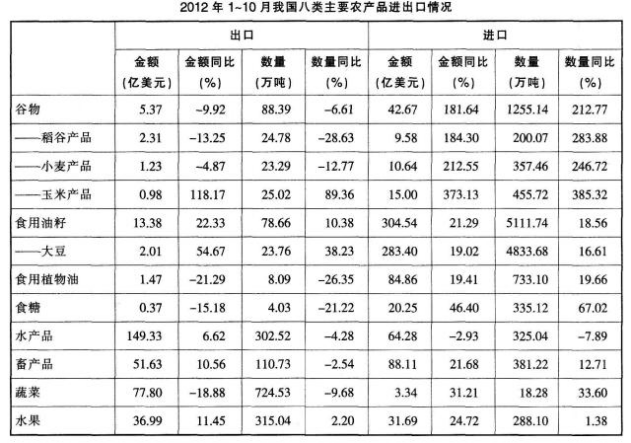 2012 年 1~10 月我国八类主要农产品进出口情况
出口 进口
金额(亿美元) 金额同比(%) 数量(万吨) 数量同比(%) 金额(亿美元) 金额同比(%) 数量(万吨) 数量同比(%)
谷物 5.37 -9.92 88.39 -6.61 42.67 181.64 1255.14 212.77
——稻谷产品 2.31 -13.25 24.78 -28.63 9.58 184.30 200.07 283.88
——小麦产品 1.23 -4.87 23.29 -12.77 10.64 212.55 357.46 246.72
——玉米产品 0.98 118.17 25.02 89.36 15.00 373.13 455.72 385.32
食用油籽 13.38 22.33 78.66 10.38 304.54 21.29 5111.74 18.56
——大豆 2.01 54.67 23.76 38.23 283.40 19.02 4833.68 16.61
食用植物油 1.47 -21.29 8.09 -26.35 84.86 19.41 733.10 19.66
食糖 0.37 -15.18 4.03 -21.22 20.25 46.40 335.12 67.02
水产品 149.33 6.62 302.52 -4.28 64.28 -2.93 325.04 -7.89
畜产品 51.63 10.56 110.73 -2.54 88.11 21.68 381.22 12.71
蔬菜 77.80 -18.88 724.53 -9.68 3.34 31.21 18.28 33.60
水果 36.99 11.45 315.04 2.20 31.69 24.72 288.10 1.38